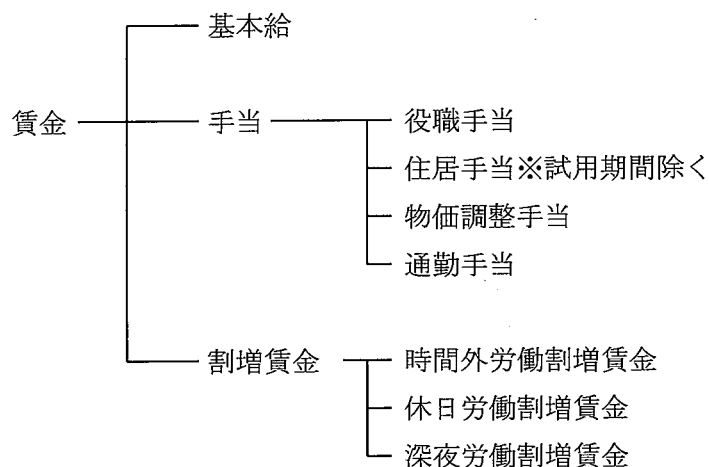 基本給
賃金 手当 役職手当
住居手当※試用期間除く
物価調整手当
通勤手当
割増賃金 時間外労働割増賃金
休日労働割増賃金
深夜労働割増賃金